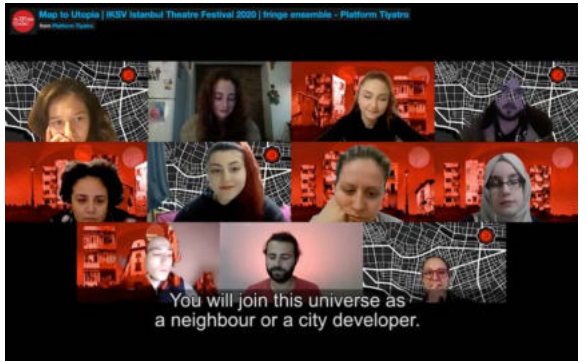 Map to Utopia | IKSV Istanbul Theatre Festival 2020 | fringe ensemble - Platform Tiyatro
from Platform Tiyatro
You will join this universe as
a neighbour or a city developer.